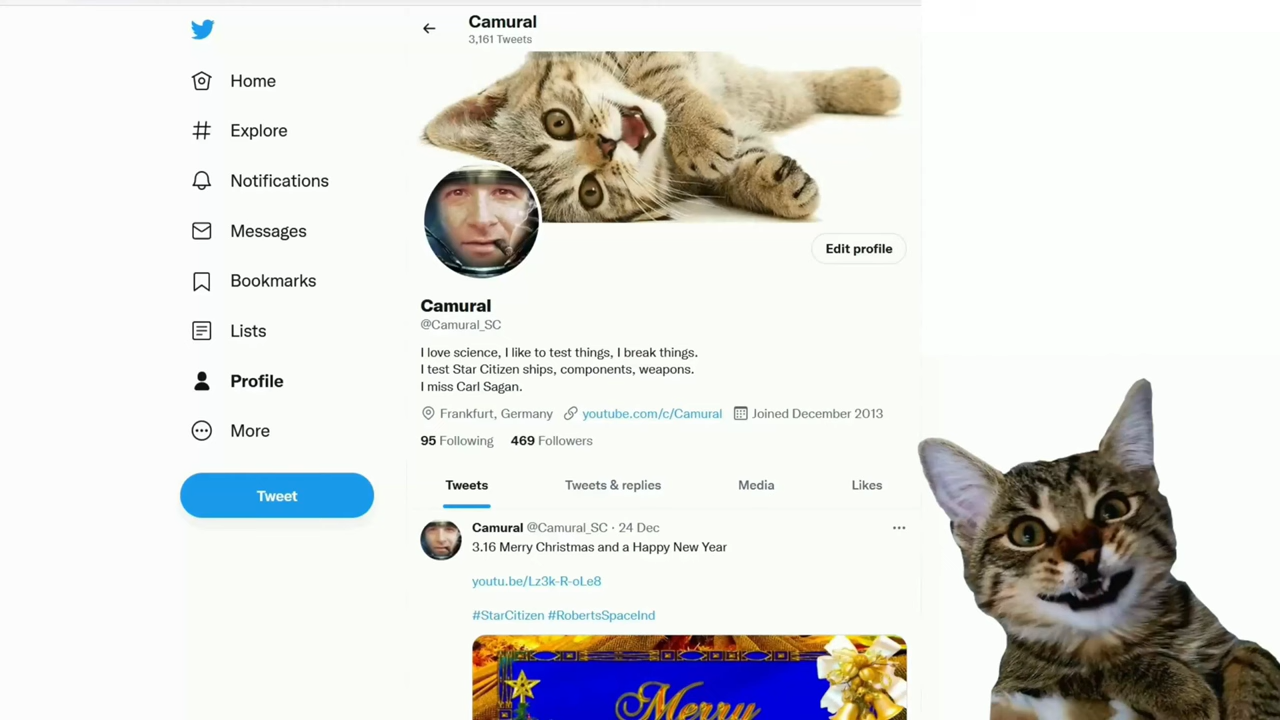 Camural
3,161 Tweets
Home
Explore
Notifications
Messages
Bookmarks
Lists
Profile
More
Tweet
Edit profile
Camural
@Camural_SC
I love science, I like to test things, I break things.
I test Star Citizen ships, components, weapons.
I miss Carl Sagan.
Frankfurt, Germany youtube.com/c/Camural Joined December 2013
95 Following 469 Followers
Tweets Tweets & replies Media Likes
Camural @Camural_SC · 24 Dec
3.16 Merry Christmas and a Happy New Year
youtu.be/Lz3k-R-oLe8
#StarCitizen #RobertsSpaceInd
Merry